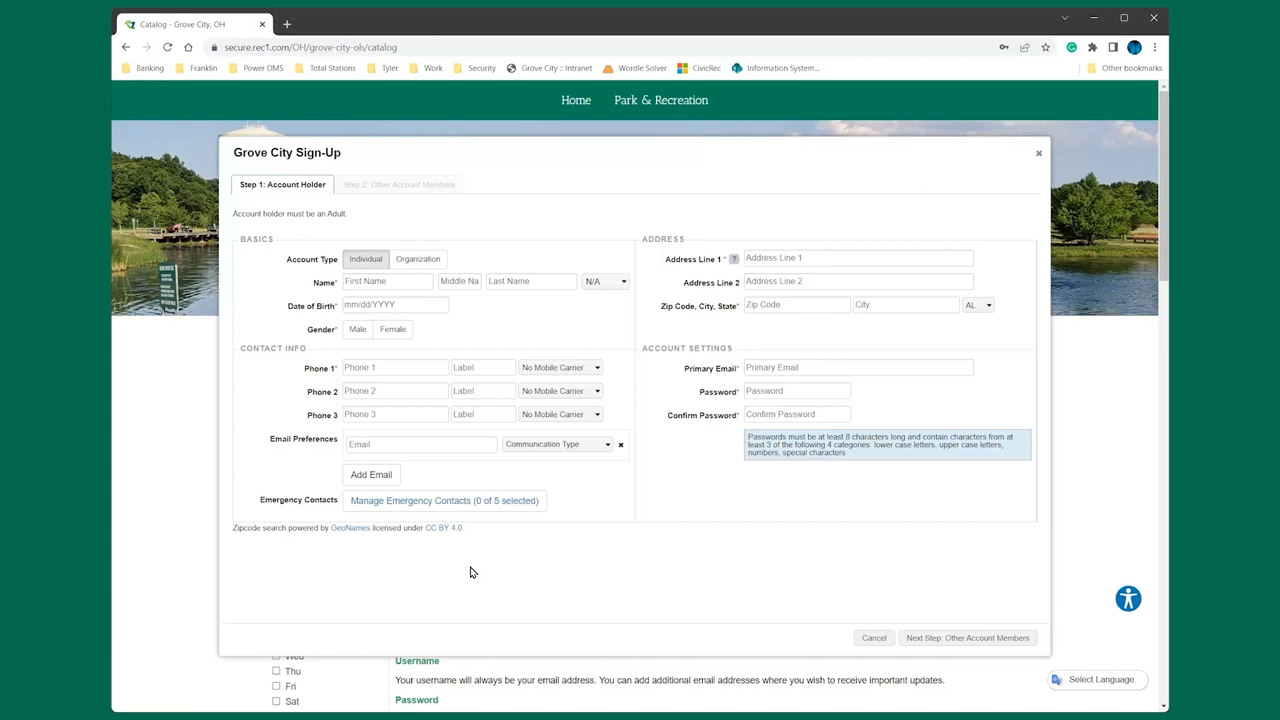 Catalog - Grove City, OH
secure.rec1.com/OH/grove-city-oh/catalog
Banking Franklin Power DMS Total Stations Tyler Work Security Grove City :: Intranet Wordle Solver CivicRec Information System... Other bookmarks
Home Park & Recreation
Grove City Sign-Up
Step 1: Account Holder Step 2: Other Account Members
Account holder must be an Adult.
BASICS
Account Type Individual Organization
Name* First Name Middle Na Last Name N/A
Date of Birth* mm/dd/YYYY
Gender* Male Female
CONTACT INFO
Phone 1* Phone 1 Label No Mobile Carrier
Phone 2 Phone 2 Label No Mobile Carrier
Phone 3 Phone 3 Label No Mobile Carrier
Email Preferences Email Communication Type
Add Email
Emergency Contacts Manage Emergency Contacts (0 of 5 selected)
Zipcode search powered by GeoNames licensed under CC BY 4.0
ADDRESS
Address Line 1 * ? Address Line 1
Address Line 2 Address Line 2
Zip Code, City, State* Zip Code City AL
ACCOUNT SETTINGS
Primary Email* Primary Email
Password* Password
Confirm Password* Confirm Password
Passwords must be at least 8 characters long and contain characters from at
least 3 of the following 4 categories: lower case letters, upper case letters,
numbers, special characters
Cancel Next Step: Other Account Members
Wed
Thu
Fri
Sat
Username
Your username will always be your email address. You can add additional email addresses where you wish to receive important updates.
Password
Select Language